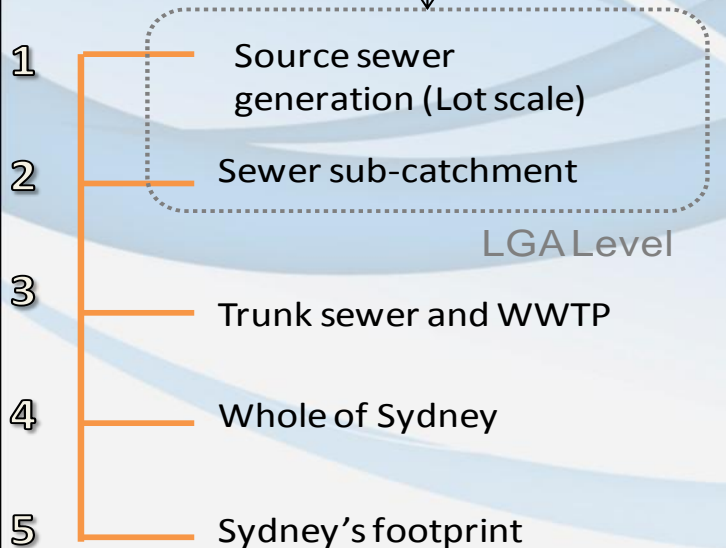 1
Source sewer
generation (Lot scale)
2
Sewer sub-catchment
LGA Level
3
Trunk sewer and WWTP
4
Whole of Sydney
5
Sydney’s footprint